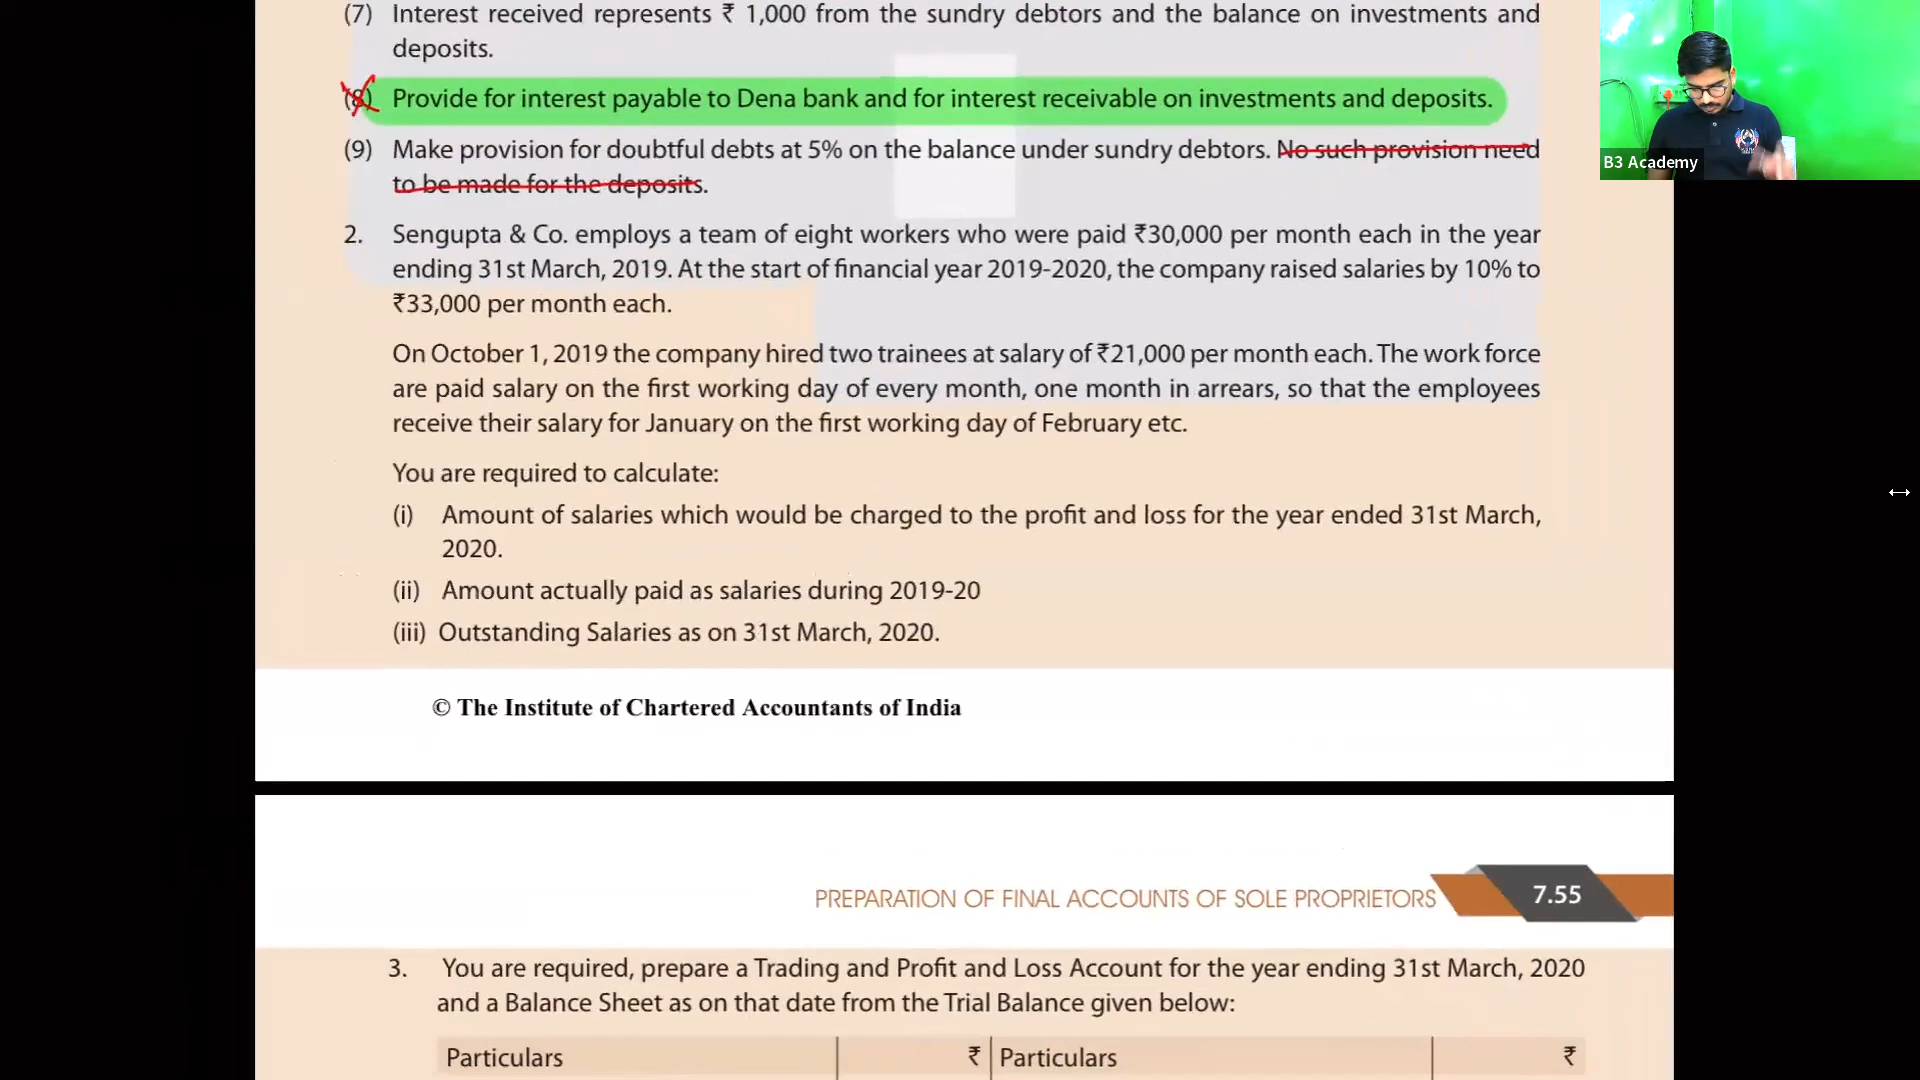 (7) Interest received represents ₹ 1,000 from the sundry debtors and the balance on investments and
deposits.
(8) Provide for interest payable to Dena bank and for interest receivable on investments and deposits.
(9) Make provision for doubtful debts at 5% on the balance under sundry debtors. No such provision need
to be made for the deposits.
2. Sengupta & Co. employs a team of eight workers who were paid ₹30,000 per month each in the year
ending 31st March, 2019. At the start of financial year 2019-2020, the company raised salaries by 10% to
₹33,000 per month each.
On October 1, 2019 the company hired two trainees at salary of ₹21,000 per month each. The work force
are paid salary on the first working day of every month, one month in arrears, so that the employees
receive their salary for January on the first working day of February etc.
You are required to calculate:
(i) Amount of salaries which would be charged to the profit and loss for the year ended 31st March,
2020.
(ii) Amount actually paid as salaries during 2019-20
(iii) Outstanding Salaries as on 31st March, 2020.
© The Institute of Chartered Accountants of India
PREPARATION OF FINAL ACCOUNTS OF SOLE PROPRIETORS 7.55
3. You are required, prepare a Trading and Profit and Loss Account for the year ending 31st March, 2020
and a Balance Sheet as on that date from the Trial Balance given below:
Particulars ₹ Particulars ₹
B3 Academy